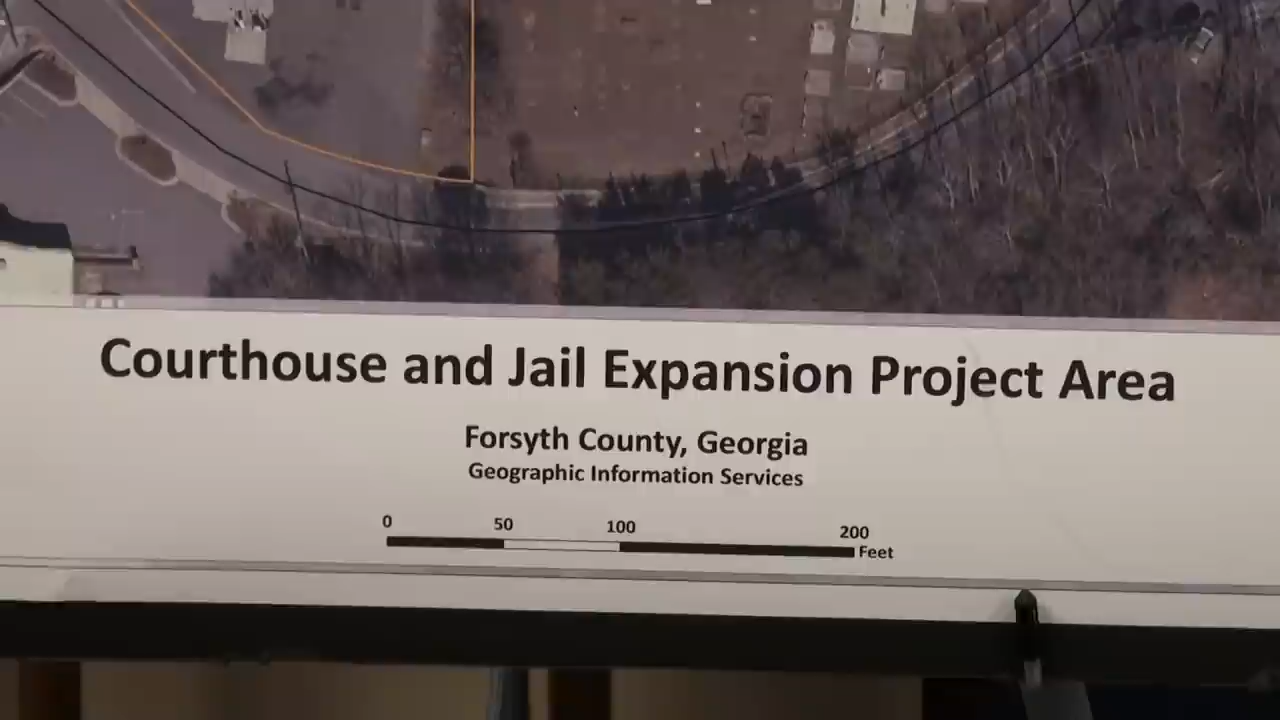 Courthouse and Jail Expansion Project Area
Forsyth County, Georgia
Geographic Information Services
0 50 100 200
Feet